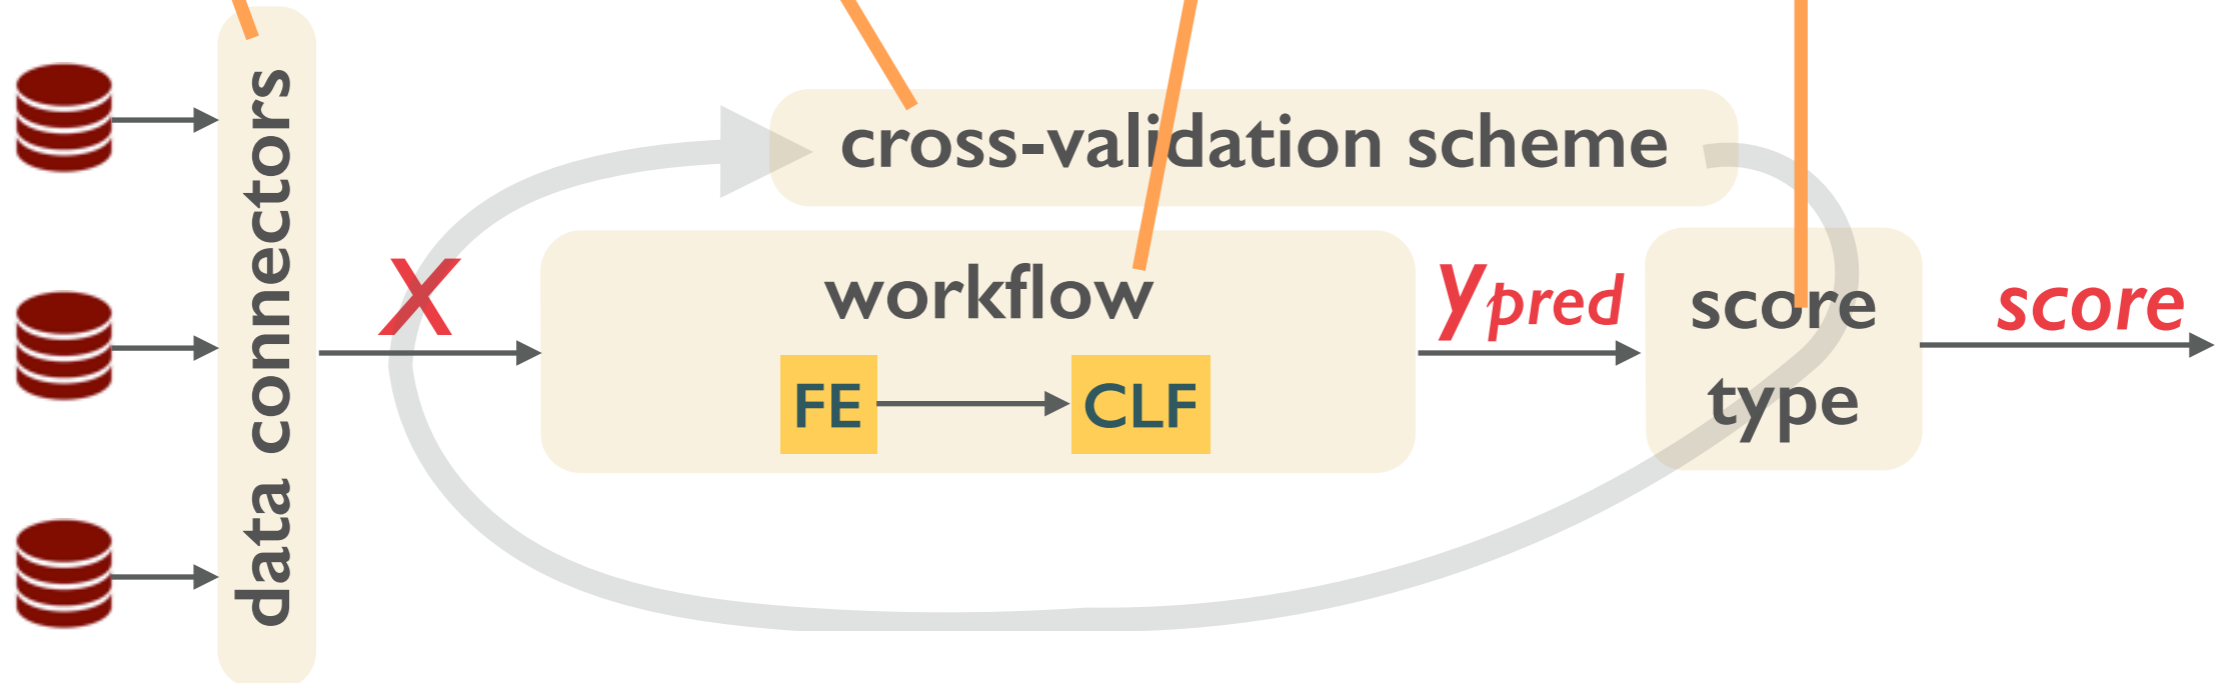 data connectors
cross-validation scheme
X
workflow
FE
CLF
ypred
score
type
score